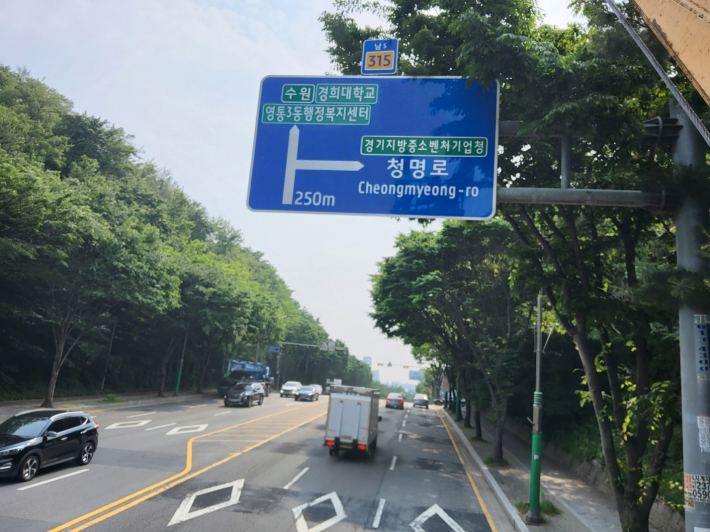 남 S
315
수원 경희대학교
영통3동행정복지센터
경기지방중소벤처기업청
청명로
Cheongmyeong-ro
250m